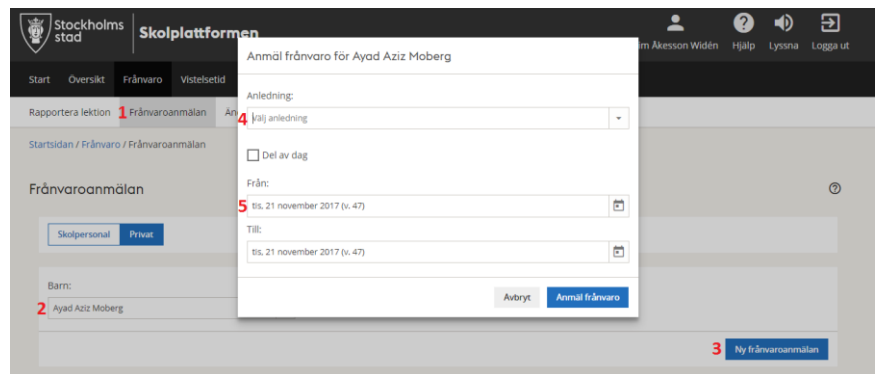 Stockholms
stad
Skolplattformen
Åkesson Widén
Hjälp
Lyssna
Logga ut
Start Översikt Frånvaro Vistelsetid
Rapportera lektion 1 Frånvaroanmälan
Startsidan / Frånvaro / Frånvaroanmälan
Frånvaroanmälan
Skolpersonal Privat
Barn:
2 Ayad Aziz Moberg
3 Ny frånvaroanmälan
Anmäl frånvaro för Ayad Aziz Moberg
Anledning:
4 Välj anledning
Del av dag
Från:
5 tis, 21 november 2017 (v. 47)
Till:
tis, 21 november 2017 (v. 47)
Avbryt Anmäl frånvaro